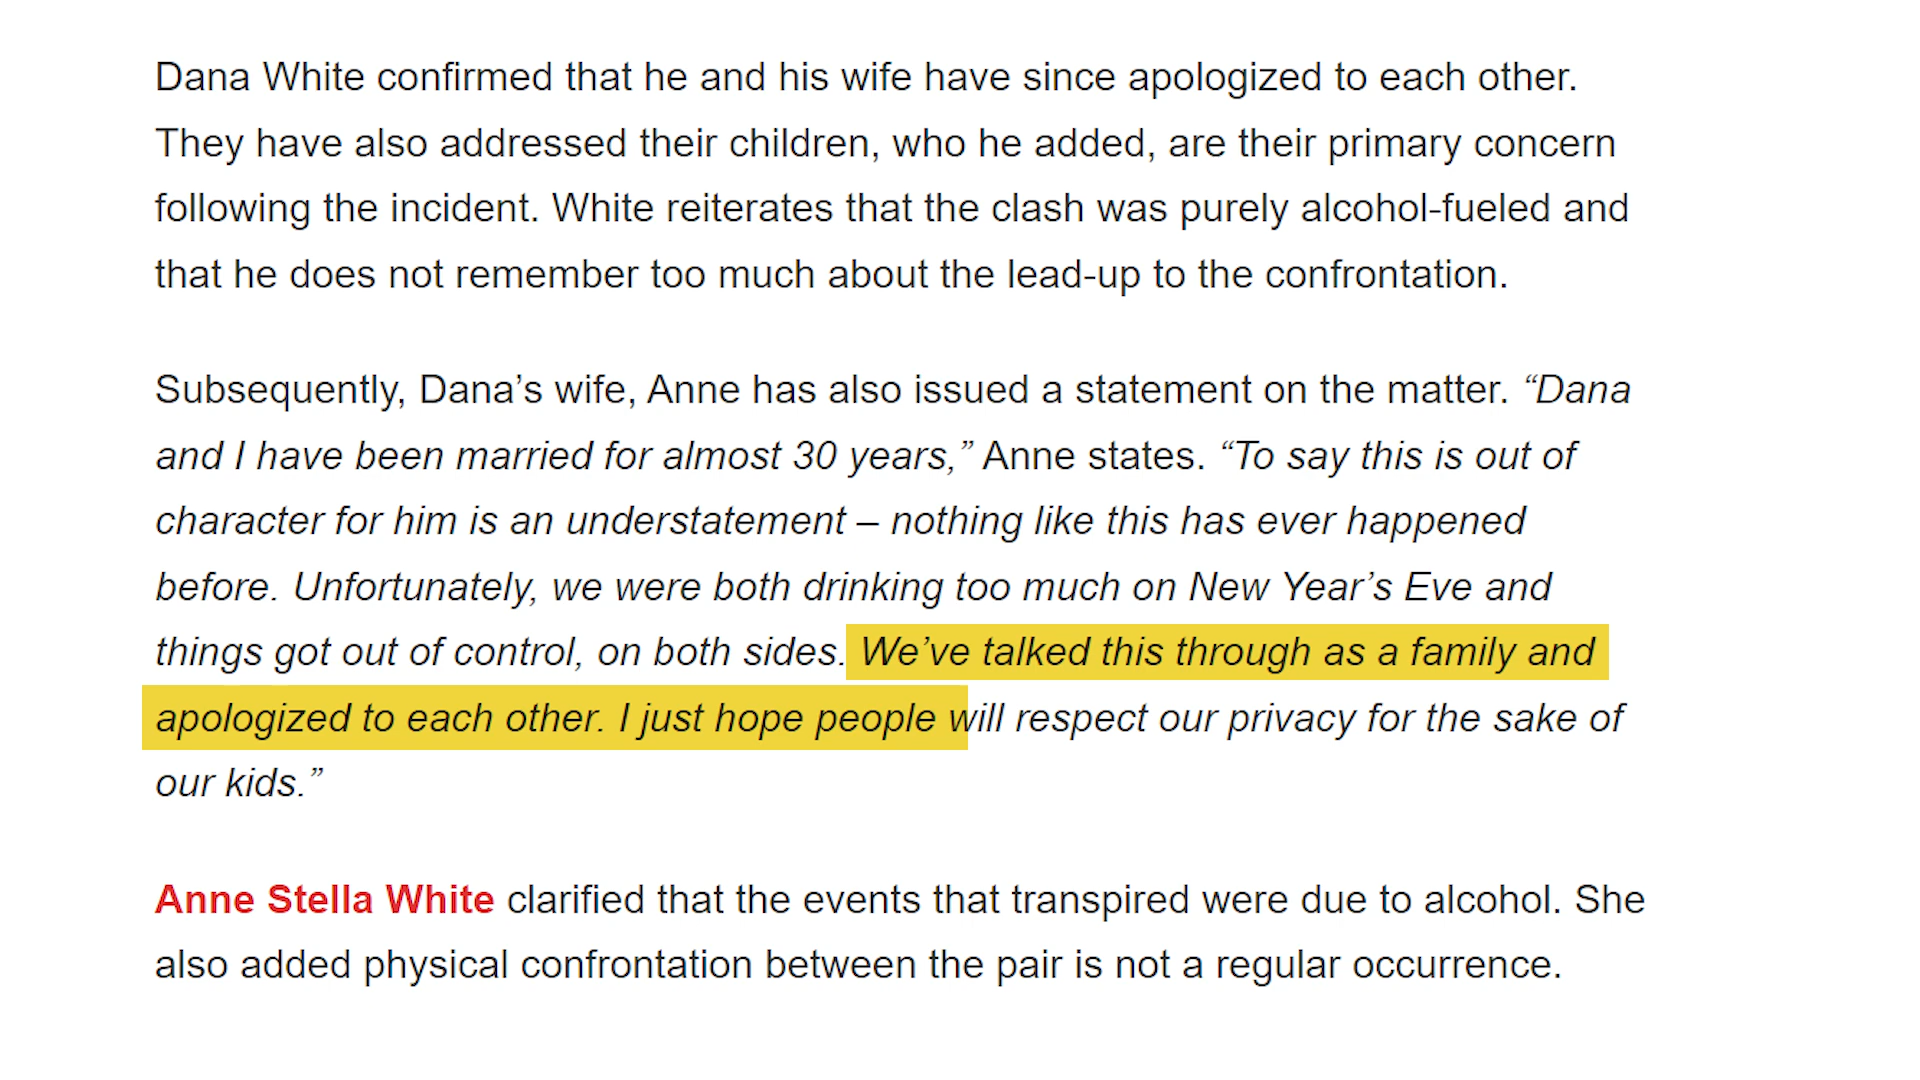 Dana White confirmed that he and his wife have since apologized to each other.
They have also addressed their children, who he added, are their primary concern
following the incident. White reiterates that the clash was purely alcohol-fueled and
that he does not remember too much about the lead-up to the confrontation.
Subsequently, Dana’s wife, Anne has also issued a statement on the matter. “Dana
and I have been married for almost 30 years,” Anne states. “To say this is out of
character for him is an understatement – nothing like this has ever happened
before. Unfortunately, we were both drinking too much on New Year’s Eve and
things got out of control, on both sides. We’ve talked this through as a family and
apologized to each other. I just hope people will respect our privacy for the sake of
our kids.”
Anne Stella White clarified that the events that transpired were due to alcohol. She
also added physical confrontation between the pair is not a regular occurrence.